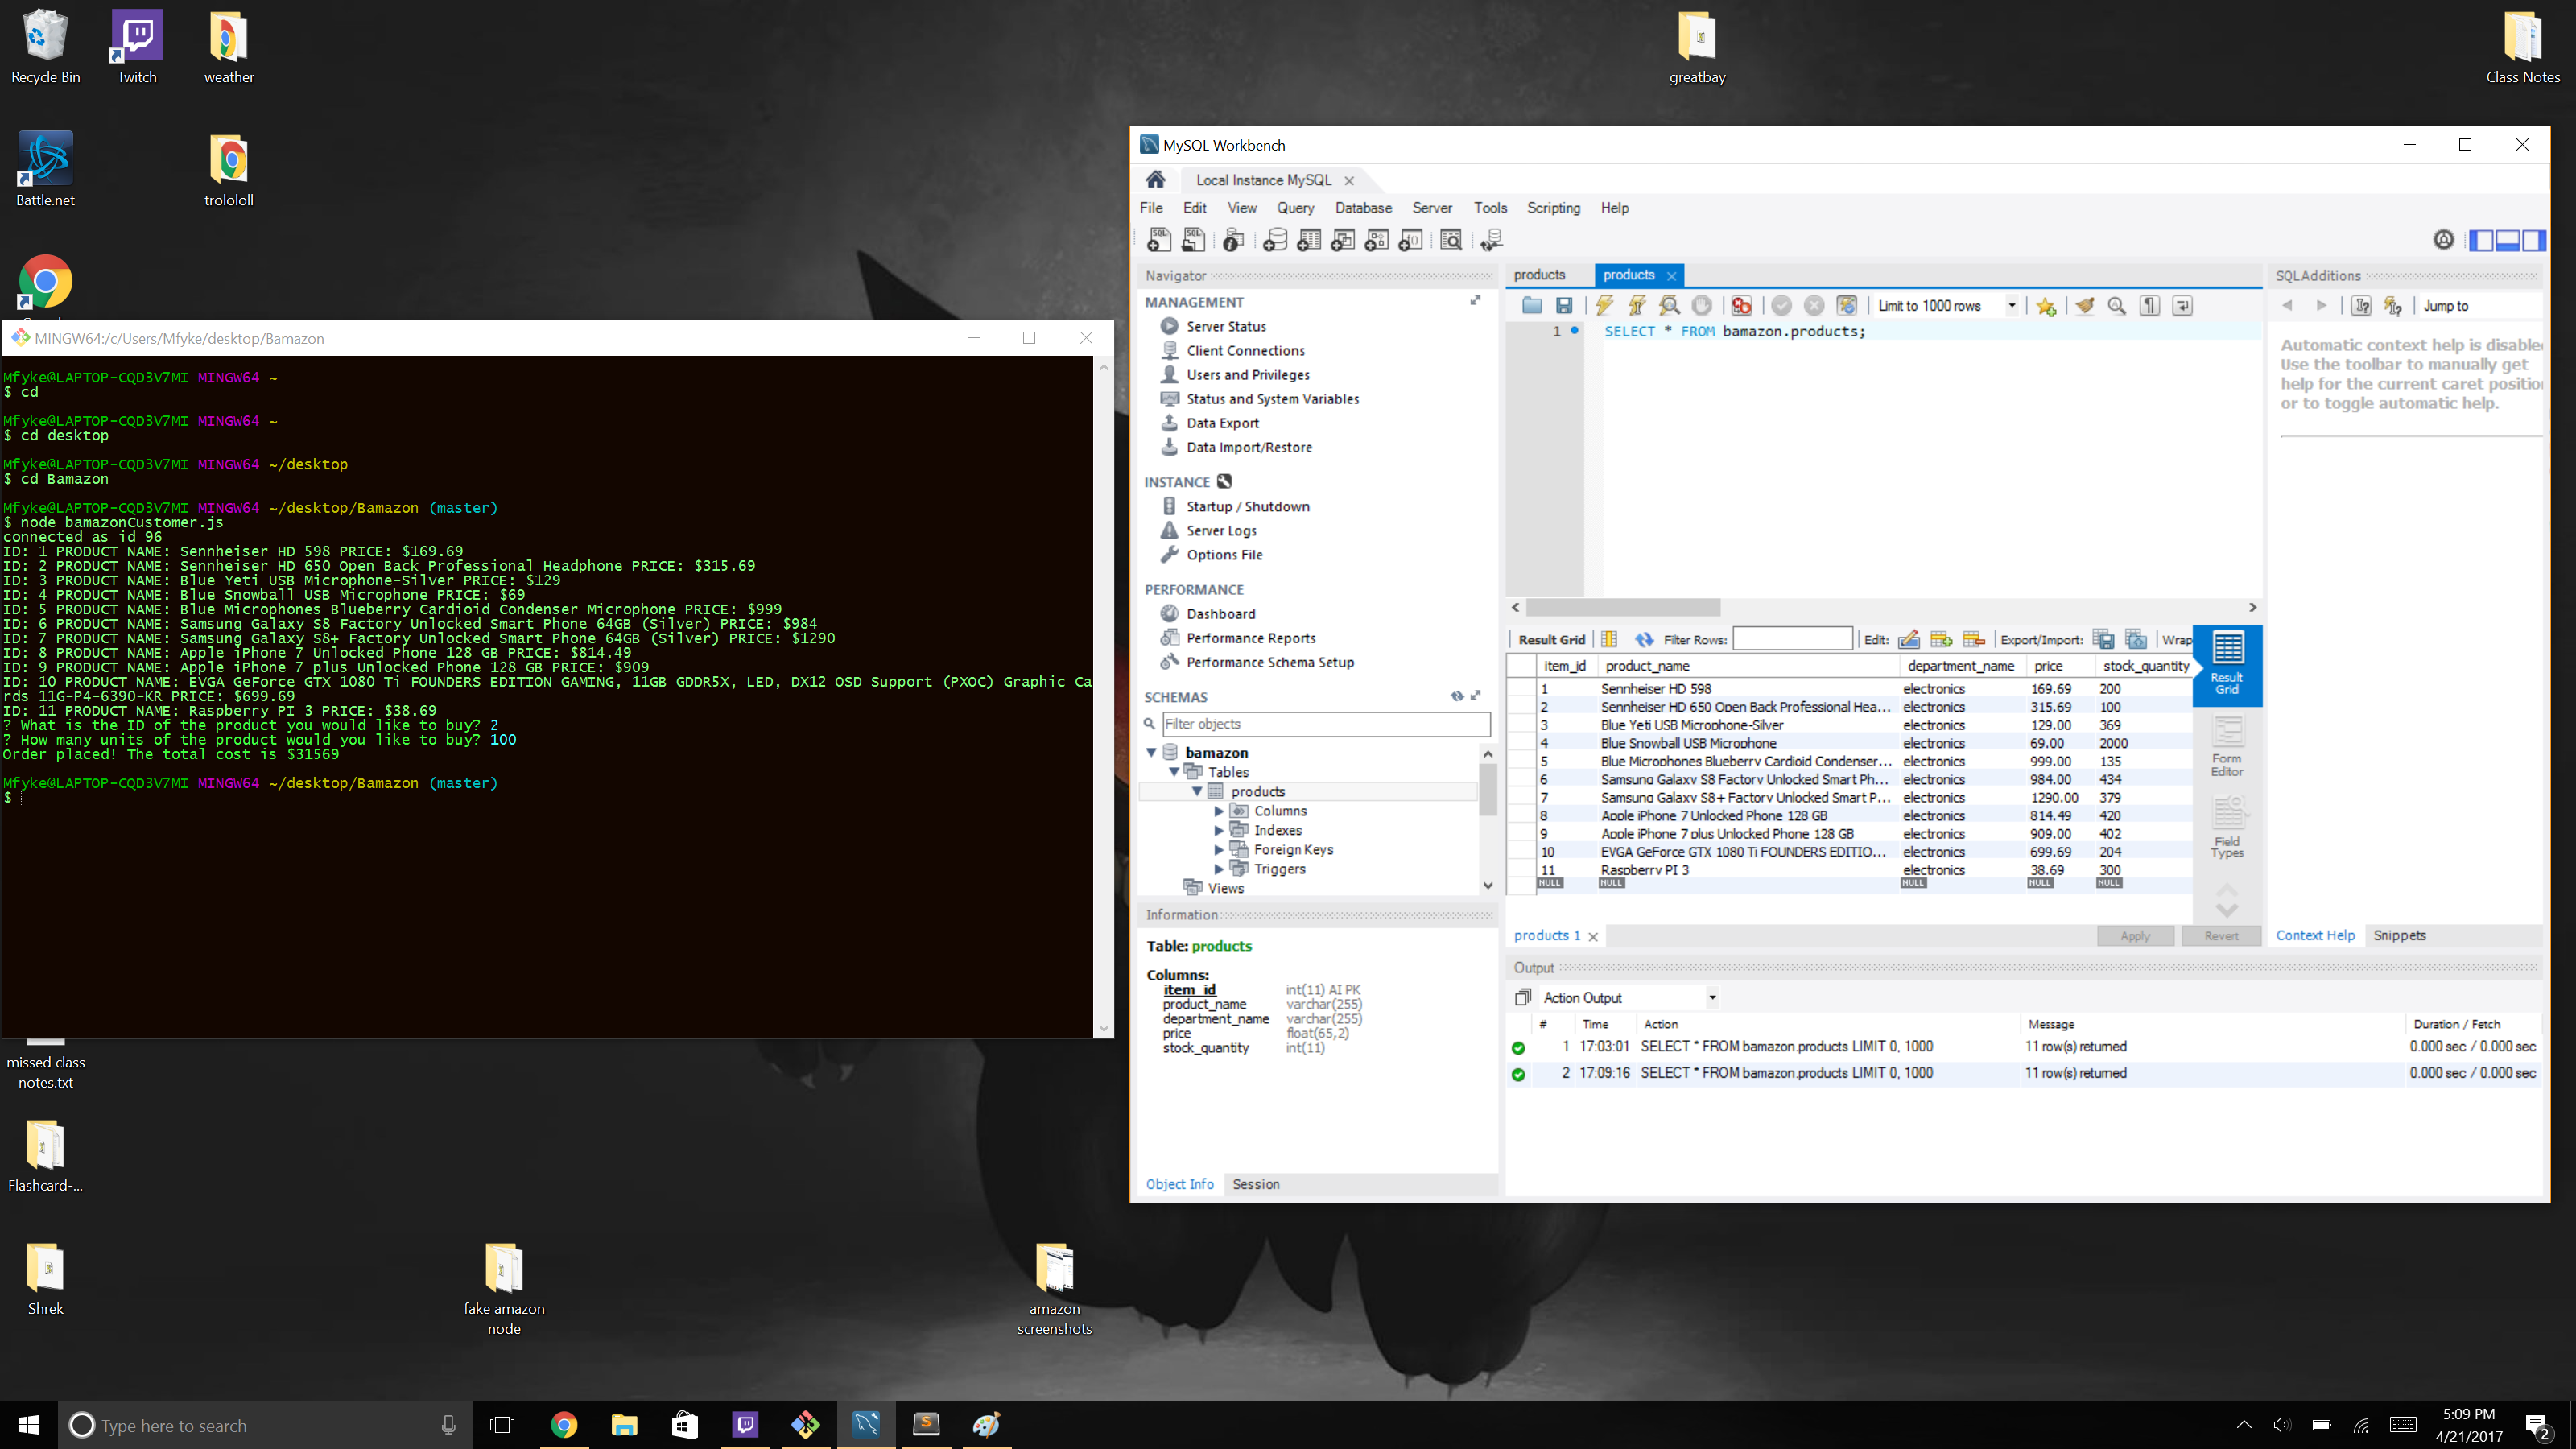 Recycle Bin
Twitch
weather
greatbay
Class Notes
Battle.net
trolololl
MINGW64:/c/Users/Mfyke/desktop/Bamazon
Mfyke@LAPTOP-CQD3V7MI MINGW64 ~
$ cd
Mfyke@LAPTOP-CQD3V7MI MINGW64 ~
$ cd desktop
Mfyke@LAPTOP-CQD3V7MI MINGW64 ~/desktop
$ cd Bamazon
Mfyke@LAPTOP-CQD3V7MI MINGW64 ~/desktop/Bamazon (master)
$ node bamazonCustomer.js
connected as id 96
ID: 1 PRODUCT NAME: Sennheiser HD 598 PRICE: $169.69
ID: 2 PRODUCT NAME: Sennheiser HD 650 Open Back Professional Headphone PRICE: $315.69
ID: 3 PRODUCT NAME: Blue Yeti USB Microphone-Silver PRICE: $129
ID: 4 PRODUCT NAME: Blue Snowball USB Microphone PRICE: $69
ID: 5 PRODUCT NAME: Blue Microphones Blueberry Cardioid Condenser Microphone PRICE: $999
ID: 6 PRODUCT NAME: Samsung Galaxy S8 Factory Unlocked Smart Phone 64GB (Silver) PRICE: $984
ID: 7 PRODUCT NAME: Samsung Galaxy S8+ Factory Unlocked Smart Phone 64GB (Silver) PRICE: $1290
ID: 8 PRODUCT NAME: Apple iPhone 7 Unlocked Phone 128 GB PRICE: $814.49
ID: 9 PRODUCT NAME: Apple iPhone 7 plus Unlocked Phone 128 GB PRICE: $909
ID: 10 PRODUCT NAME: EVGA GeForce GTX 1080 Ti FOUNDERS EDITION GAMING, 11GB GDDR5X, LED, DX12 OSD Support (PXOC) Graphic Ca
rds 11G-P4-6390-KR PRICE: $699.69
ID: 11 PRODUCT NAME: Raspberry PI 3 PRICE: $38.69
? What is the ID of the product you would like to buy? 2
? How many units of the product would you like to buy? 100
Order placed! The total cost is $31569
Mfyke@LAPTOP-CQD3V7MI MINGW64 ~/desktop/Bamazon (master)
$
missed class
notes.txt
Flashcard-...
Shrek
fake amazon
node
amazon
screenshots
MySQL Workbench
Local Instance MySQL
File Edit View Query Database Server Tools Scripting Help
Navigator
MANAGEMENT
Server Status
Client Connections
Users and Privileges
Status and System Variables
Data Export
Data Import/Restore
INSTANCE
Startup / Shutdown
Server Logs
Options File
PERFORMANCE
Dashboard
Performance Reports
Performance Schema Setup
SCHEMAS
Filter objects
bamazon
Tables
products
Columns
Indexes
Foreign Keys
Triggers
Views
Information
Table: products
Columns:
item_id int(11) AI PK
product_name varchar(255)
department_name varchar(255)
price float(65,2)
stock_quantity int(11)
Object Info Session
products products
Limit to 1000 rows
1 SELECT * FROM bamazon.products;
Result Grid Filter Rows: Edit: Export/Import: Wrap
item_id product_name department_name price stock_quantity
1 Sennheiser HD 598 electronics 169.69 200
2 Sennheiser HD 650 Open Back Professional Hea... electronics 315.69 100
3 Blue Yeti USB Microphone-Silver electronics 129.00 369
4 Blue Snowball USB Microphone electronics 69.00 2000
5 Blue Microphones Blueberry Cardioid Condenser... electronics 999.00 135
6 Samsung Galaxy S8 Factory Unlocked Smart Ph... electronics 984.00 434
7 Samsung Galaxy S8+ Factory Unlocked Smart P... electronics 1290.00 379
8 Apple iPhone 7 Unlocked Phone 128 GB electronics 814.49 420
9 Apple iPhone 7 plus Unlocked Phone 128 GB electronics 909.00 402
10 EVGA GeForce GTX 1080 Ti FOUNDERS EDITIO... electronics 699.69 204
11 Raspberry PI 3 electronics 38.69 300
NULL NULL NULL NULL NULL
Result
Grid
Form
Editor
Field
Types
products 1 Apply Revert
SQLAdditions
Jump to
Automatic context help is disable
Use the toolbar to manually get
help for the current caret positio
or to toggle automatic help.
Context Help Snippets
Output
Action Output
# Time Action Message Duration / Fetch
1 17:03:01 SELECT * FROM bamazon.products LIMIT 0, 1000 11 row(s) returned 0.000 sec / 0.000 sec
2 17:09:16 SELECT * FROM bamazon.products LIMIT 0, 1000 11 row(s) returned 0.000 sec / 0.000 sec
Type here to search
5:09 PM
4/21/2017
2